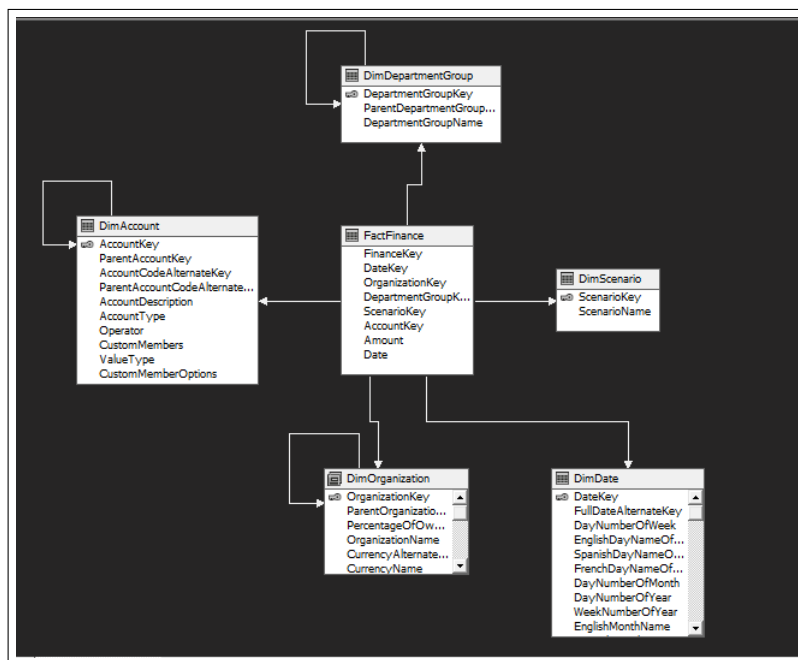 DimDepartmentGroup
DepartmentGroupKey
ParentDepartmentGroup...
DepartmentGroupName
DimAccount
AccountKey
ParentAccountKey
AccountCodeAlternateKey
ParentAccountCodeAlternate...
AccountDescription
AccountType
Operator
CustomMembers
ValueType
CustomMemberOptions
FactFinance
FinanceKey
DateKey
OrganizationKey
DepartmentGroupK...
ScenarioKey
AccountKey
Amount
Date
DimScenario
ScenarioKey
ScenarioName
DimOrganization
OrganizationKey
ParentOrganizatio...
PercentageOfOw...
OrganizationName
CurrencyAlternate...
CurrencyName
DimDate
DateKey
FullDateAlternateKey
DayNumberOfWeek
EnglishDayNameOf...
SpanishDayNameO...
FrenchDayNameOf...
DayNumberOfMonth
DayNumberOfYear
WeekNumberOfYear
EnglishMonthName